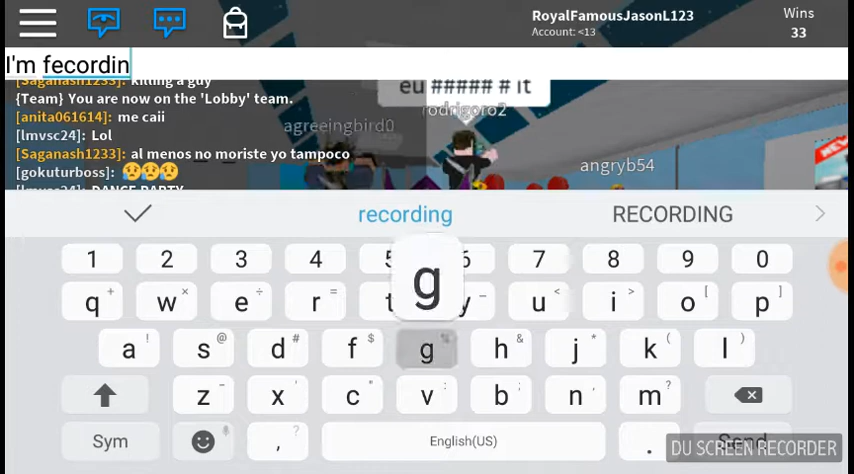 RoyalFamousJasonL123
Account: <13
Wins
33
I'm fecordin
[Saganash1233]: killing a guy
{Team} You are now on the 'Lobby' team.
[anita061614]: me caii
[lmvsc24]: Lol
[Saganash1233]: al menos no moriste yo tampoco
[gokuturboss]: 😥😥😥
[lmvsc24]: DANCE PARTY
eu ##### # it
rodrigoro2
agreeingbird0
angryb54
NEW
recording RECORDING
1 2 3 4 5 6 7 8 9 0
q + w × e ÷ r = t y _ u < i > o [ p ]
g
a ! s @ d # f $ g % h & j * k ( l )
z - x ' c " v : b ; n , m ?
Sym , ? English(US) . Send
DU SCREEN RECORDER